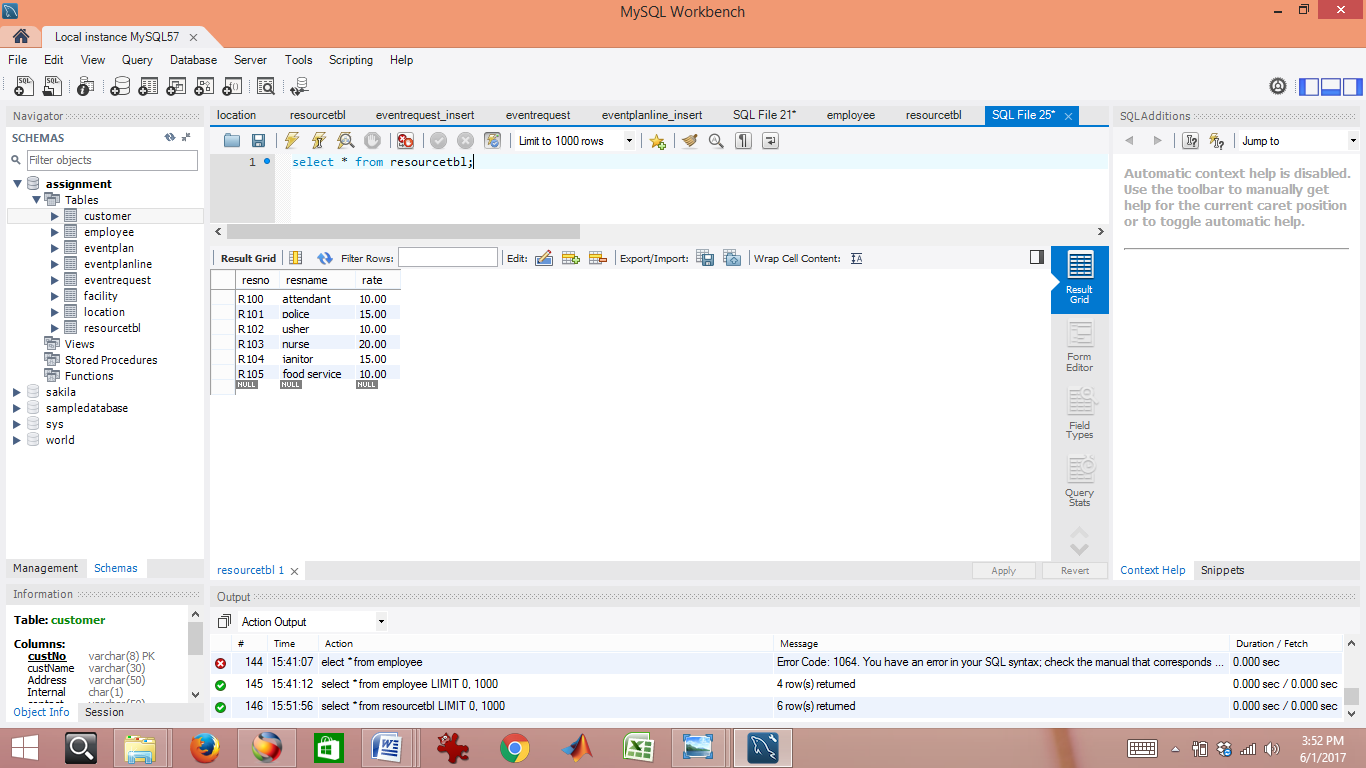 MySQL Workbench
Local instance MySQL57
File Edit View Query Database Server Tools Scripting Help
Navigator
SCHEMAS
Filter objects
assignment
Tables
customer
employee
eventplan
eventplanline
eventrequest
facility
location
resourcetbl
Views
Stored Procedures
Functions
sakila
sampledatabase
sys
world
Management Schemas
Information
Table: customer
Columns:
custNo varchar(8) PK
custName varchar(30)
Address varchar(50)
Internal char(1)
Object Info Session
location resourcetbl eventrequest_insert eventrequest eventplanline_insert SQL File 21* employee resourcetbl SQL File 25*
Limit to 1000 rows
1 select * from resourcetbl;
Result Grid Filter Rows: Edit: Export/Import: Wrap Cell Content:
resno resname rate
R100 attendant 10.00
R101 police 15.00
R102 usher 10.00
R103 nurse 20.00
R104 janitor 15.00
R105 food service 10.00
NULL NULL NULL
Result
Grid
Form
Editor
Field
Types
Query
Stats
resourcetbl 1
Apply Revert
SQLAdditions
Jump to
Automatic context help is disabled.
Use the toolbar to manually get
help for the current caret position
or to toggle automatic help.
Context Help Snippets
Output
Action Output
# Time Action Message Duration / Fetch
144 15:41:07 elect * from employee Error Code: 1064. You have an error in your SQL syntax; check the manual that corresponds ... 0.000 sec
145 15:41:12 select * from employee LIMIT 0, 1000 4 row(s) returned 0.000 sec / 0.000 sec
146 15:51:56 select * from resourcetbl LIMIT 0, 1000 6 row(s) returned 0.000 sec / 0.000 sec
3:52 PM
6/1/2017